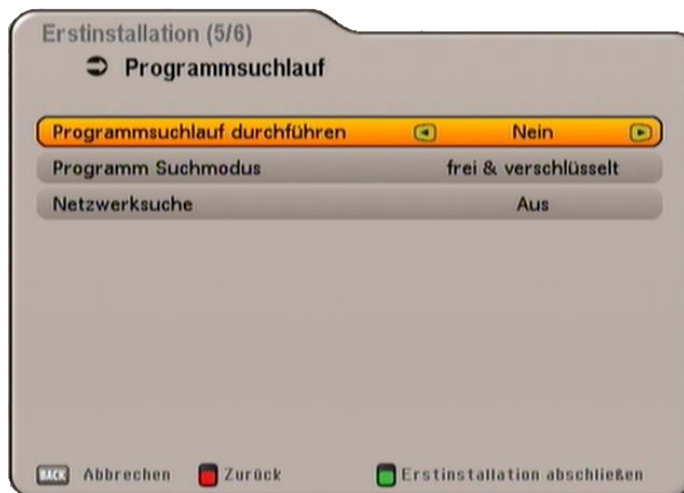 Erstinstallation (5/6)
Programmsuchlauf
Programmsuchlauf durchführen Nein
Programm Suchmodus frei & verschlüsselt
Netzwerksuche Aus
BACK Abbrechen Zurück Erstinstallation abschließen